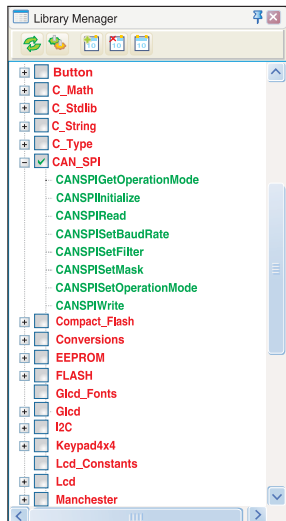 Library Menager
Button
C_Math
C_Stdlib
C_String
C_Type
CAN_SPI
CANSPIGetOperationMode
CANSPIInitialize
CANSPIRead
CANSPISetBaudRate
CANSPISetFilter
CANSPISetMask
CANSPISetOperationMode
CANSPIWrite
Compact_Flash
Conversions
EEPROM
FLASH
Glcd_Fonts
Glcd
I2C
Keypad4x4
Lcd_Constants
Lcd
Manchester